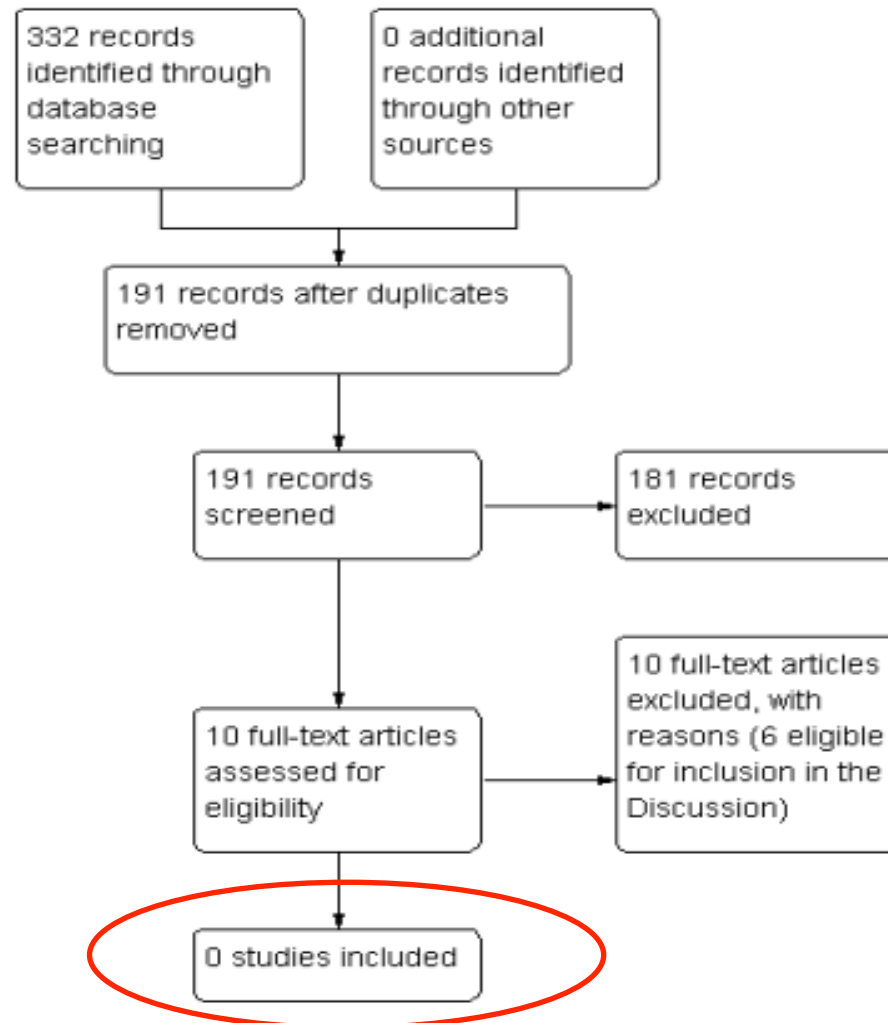 332 records
identified through
database
searching
0 additional
records identified
through other
sources
191 records after duplicates
removed
191 records
screened
181 records
excluded
10 full-text articles
assessed for
eligibility
10 full-text articles
excluded, with
reasons (6 eligible
for inclusion in the
Discussion)
0 studies included